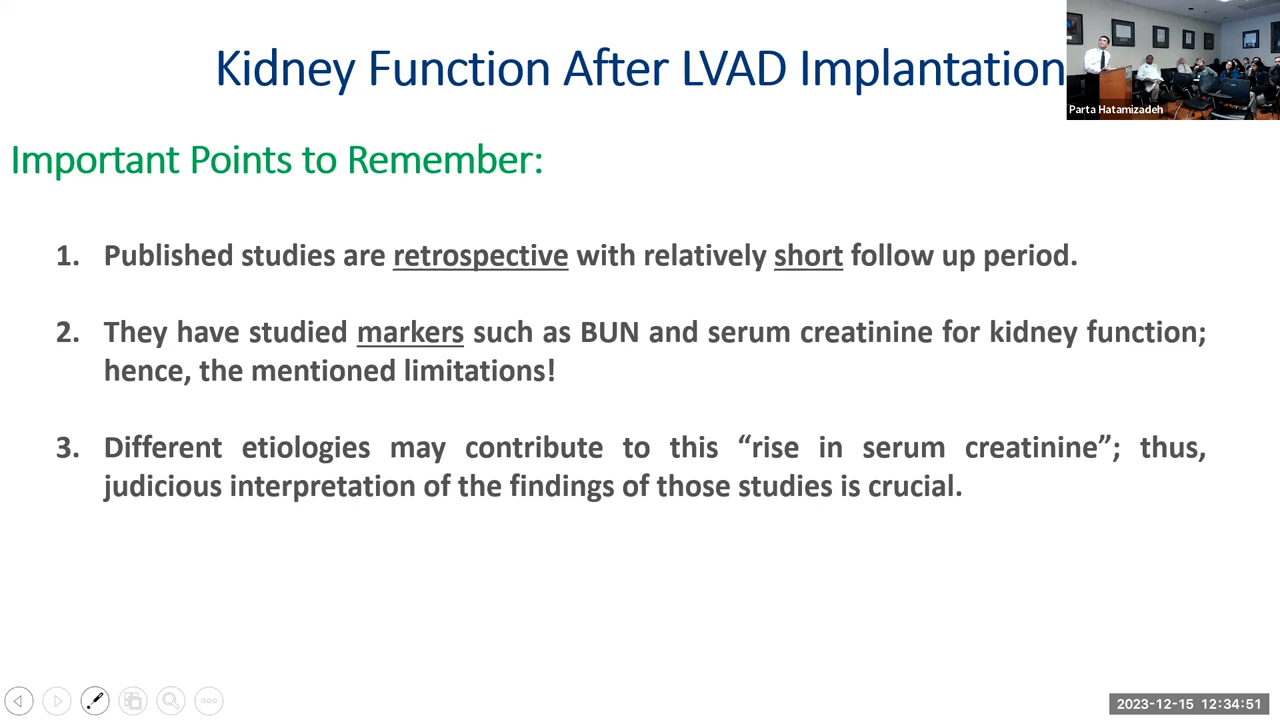 Kidney Function After LVAD Implantation
Parta Hatamizadeh
Important Points to Remember:
1. Published studies are retrospective with relatively short follow up period.
2. They have studied markers such as BUN and serum creatinine for kidney function;
hence, the mentioned limitations!
3. Different etiologies may contribute to this “rise in serum creatinine”; thus,
judicious interpretation of the findings of those studies is crucial.
2023-12-15 12:34:51